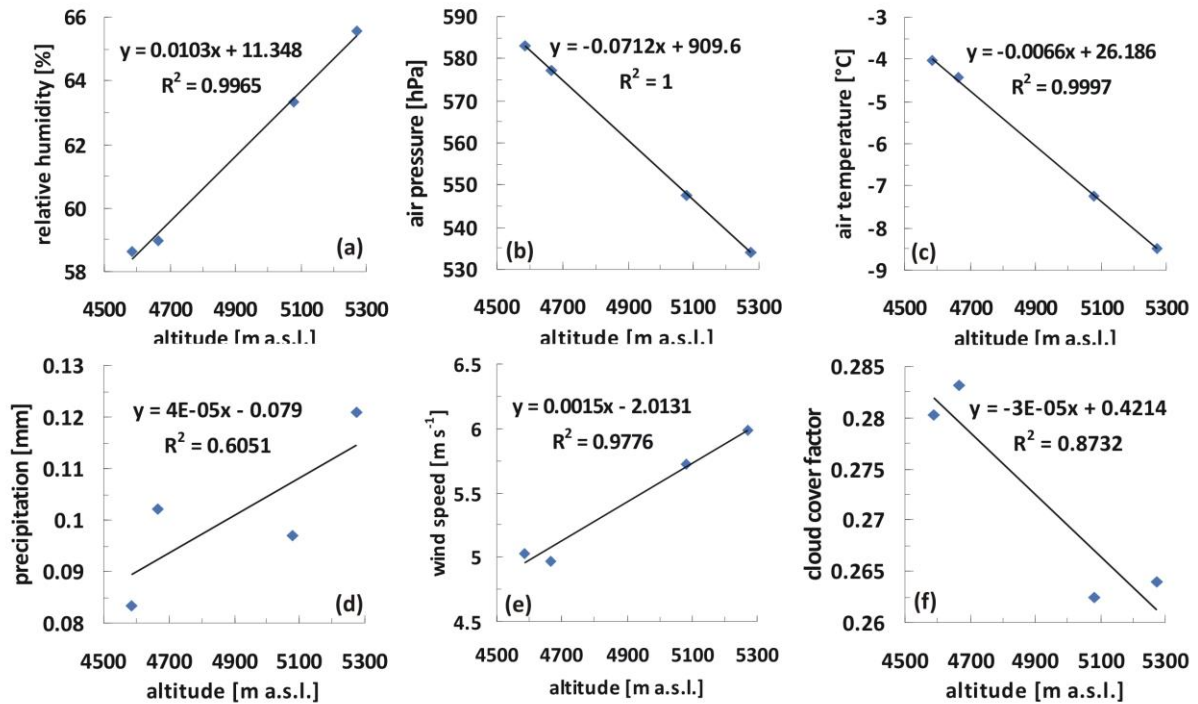 66
65
64
62
60
58
relative humidity [%]
y = 0.0103x + 11.348
R² = 0.9965
(a)
4500 4700 4900 5100 5300
altitude [m a.s.l.]
590
580
570
560
550
540
530
air pressure [hPa]
y = -0.0712x + 909.6
R² = 1
(b)
4500 4700 4900 5100 5300
altitude [m a.s.l.]
-3
-4
-5
-6
-7
-8
-9
air temperature [°C]
y = -0.0066x + 26.186
R² = 0.9997
(c)
4500 4700 4900 5100 5300
altitude [m a.s.l.]
0.13
0.12
0.11
0.1
0.09
0.08
precipitation [mm]
y = 4E-05x - 0.079
R² = 0.6051
(d)
4500 4700 4900 5100 5300
altitude [m a.s.l.]
6.5
6
5.5
5
4.5
wind speed [m s⁻¹]
y = 0.0015x - 2.0131
R² = 0.9776
(e)
4500 4700 4900 5100 5300
altitude [m a.s.l.]
0.285
0.28
0.275
0.27
0.265
0.26
cloud cover factor
y = -3E-05x + 0.4214
R² = 0.8732
(f)
4500 4700 4900 5100 5300
altitude [m a.s.l.]